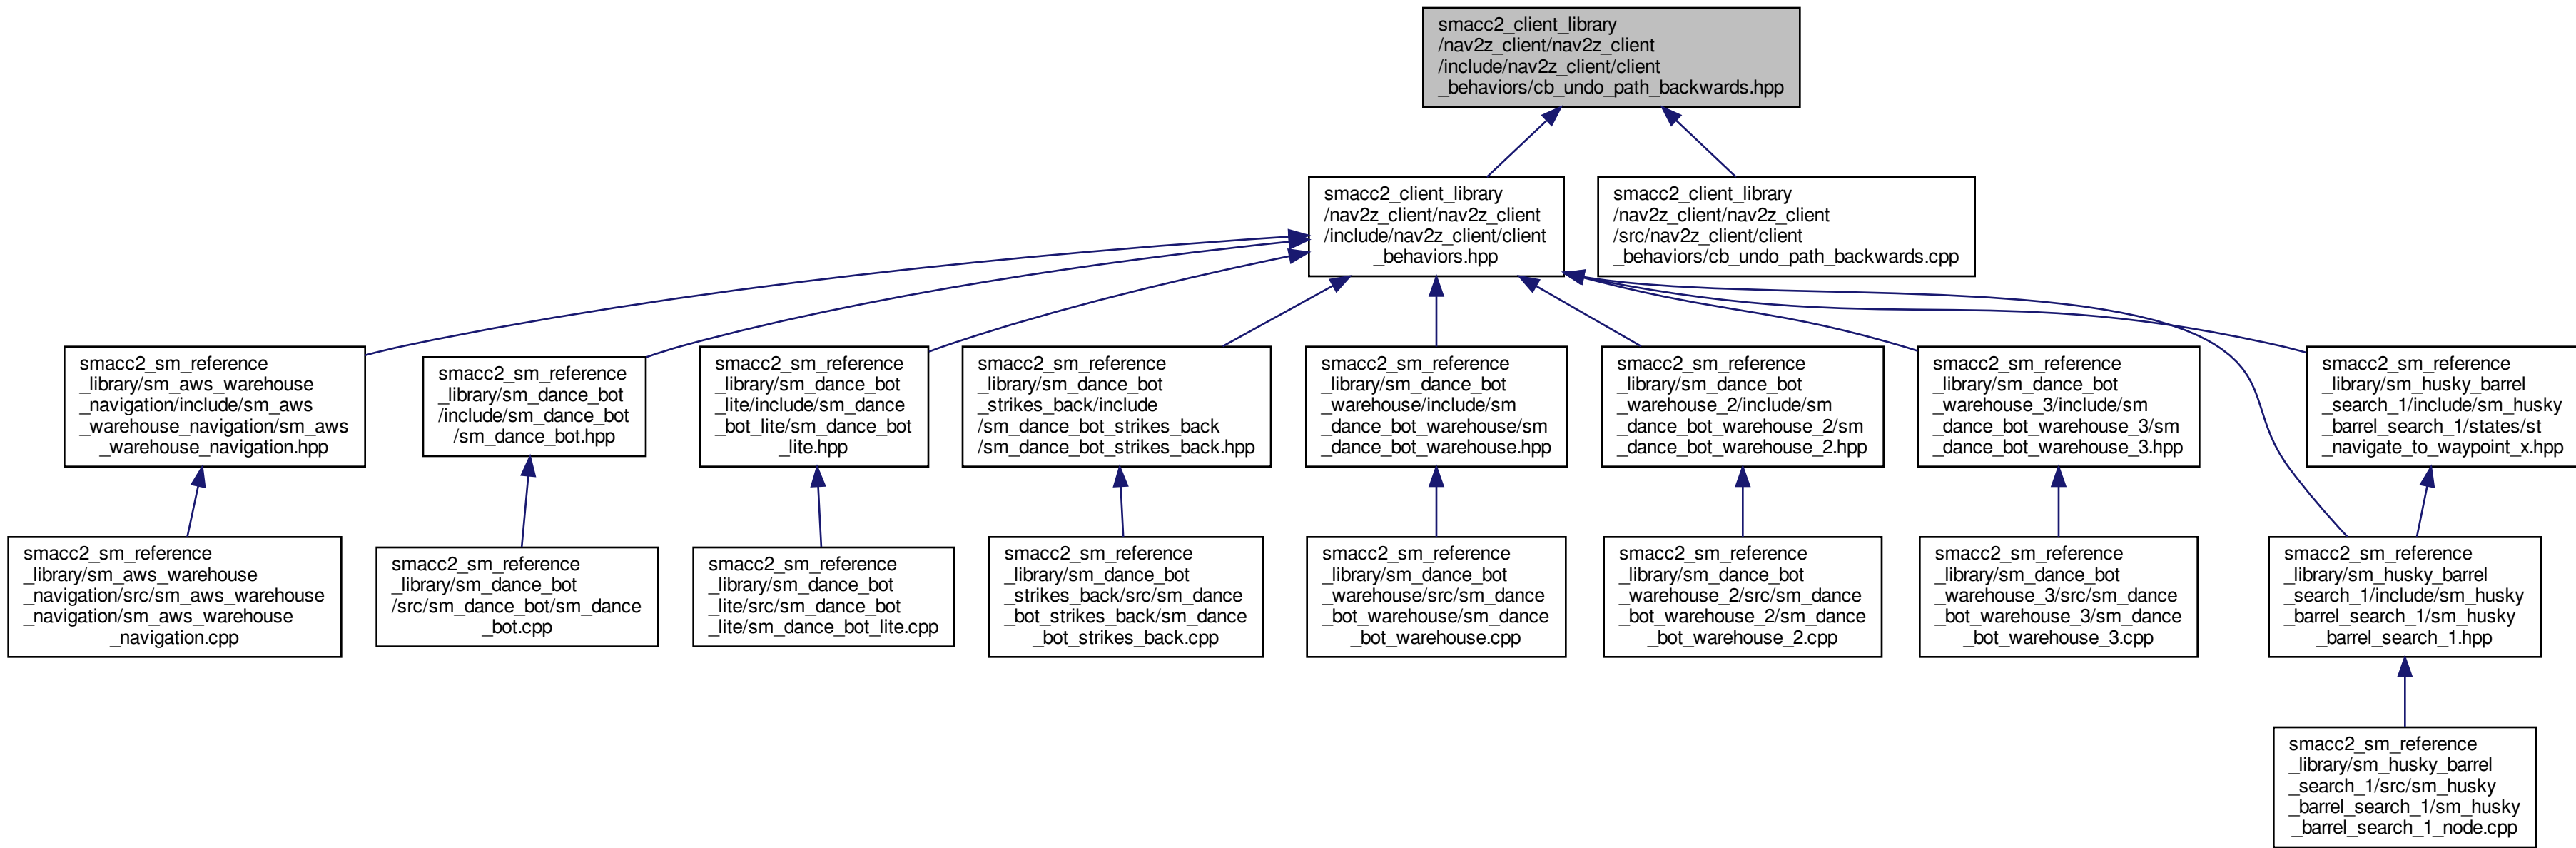 smacc2_client_library
/nav2z_client/nav2z_client
/include/nav2z_client/client
_behaviors/cb_undo_path_backwards.hpp
smacc2_client_library
/nav2z_client/nav2z_client
/include/nav2z_client/client
_behaviors.hpp
smacc2_client_library
/nav2z_client/nav2z_client
/src/nav2z_client/client
_behaviors/cb_undo_path_backwards.cpp
smacc2_sm_reference
_library/sm_aws_warehouse
_navigation/include/sm_aws
_warehouse_navigation/sm_aws
_warehouse_navigation.hpp
smacc2_sm_reference
_library/sm_dance_bot
/include/sm_dance_bot
/sm_dance_bot.hpp
smacc2_sm_reference
_library/sm_dance_bot
_lite/include/sm_dance
_bot_lite/sm_dance_bot
_lite.hpp
smacc2_sm_reference
_library/sm_dance_bot
_strikes_back/include
/sm_dance_bot_strikes_back
/sm_dance_bot_strikes_back.hpp
smacc2_sm_reference
_library/sm_dance_bot
_warehouse/include/sm
_dance_bot_warehouse/sm
_dance_bot_warehouse.hpp
smacc2_sm_reference
_library/sm_dance_bot
_warehouse_2/include/sm
_dance_bot_warehouse_2/sm
_dance_bot_warehouse_2.hpp
smacc2_sm_reference
_library/sm_dance_bot
_warehouse_3/include/sm
_dance_bot_warehouse_3/sm
_dance_bot_warehouse_3.hpp
smacc2_sm_reference
_library/sm_husky_barrel
_search_1/include/sm_husky
_barrel_search_1/states/st
_navigate_to_waypoint_x.hpp
smacc2_sm_reference
_library/sm_aws_warehouse
_navigation/src/sm_aws_warehouse
_navigation/sm_aws_warehouse
_navigation.cpp
smacc2_sm_reference
_library/sm_dance_bot
/src/sm_dance_bot/sm_dance
_bot.cpp
smacc2_sm_reference
_library/sm_dance_bot
_lite/src/sm_dance_bot
_lite/sm_dance_bot_lite.cpp
smacc2_sm_reference
_library/sm_dance_bot
_strikes_back/src/sm_dance
_bot_strikes_back/sm_dance
_bot_strikes_back.cpp
smacc2_sm_reference
_library/sm_dance_bot
_warehouse/src/sm_dance
_bot_warehouse/sm_dance
_bot_warehouse.cpp
smacc2_sm_reference
_library/sm_dance_bot
_warehouse_2/src/sm_dance
_bot_warehouse_2/sm_dance
_bot_warehouse_2.cpp
smacc2_sm_reference
_library/sm_dance_bot
_warehouse_3/src/sm_dance
_bot_warehouse_3/sm_dance
_bot_warehouse_3.cpp
smacc2_sm_reference
_library/sm_husky_barrel
_search_1/include/sm_husky
_barrel_search_1/sm_husky
_barrel_search_1.hpp
smacc2_sm_reference
_library/sm_husky_barrel
_search_1/src/sm_husky
_barrel_search_1/sm_husky
_barrel_search_1_node.cpp